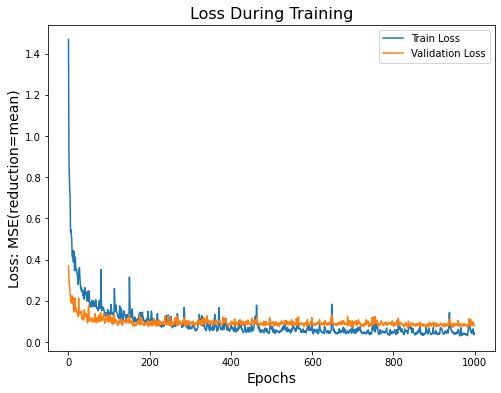 Loss During Training
Train Loss
Validation Loss
Loss: MSE(reduction=mean)
1.4
1.2
1.0
0.8
0.6
0.4
0.2
0.0
0
200
400
600
800
1000
Epochs